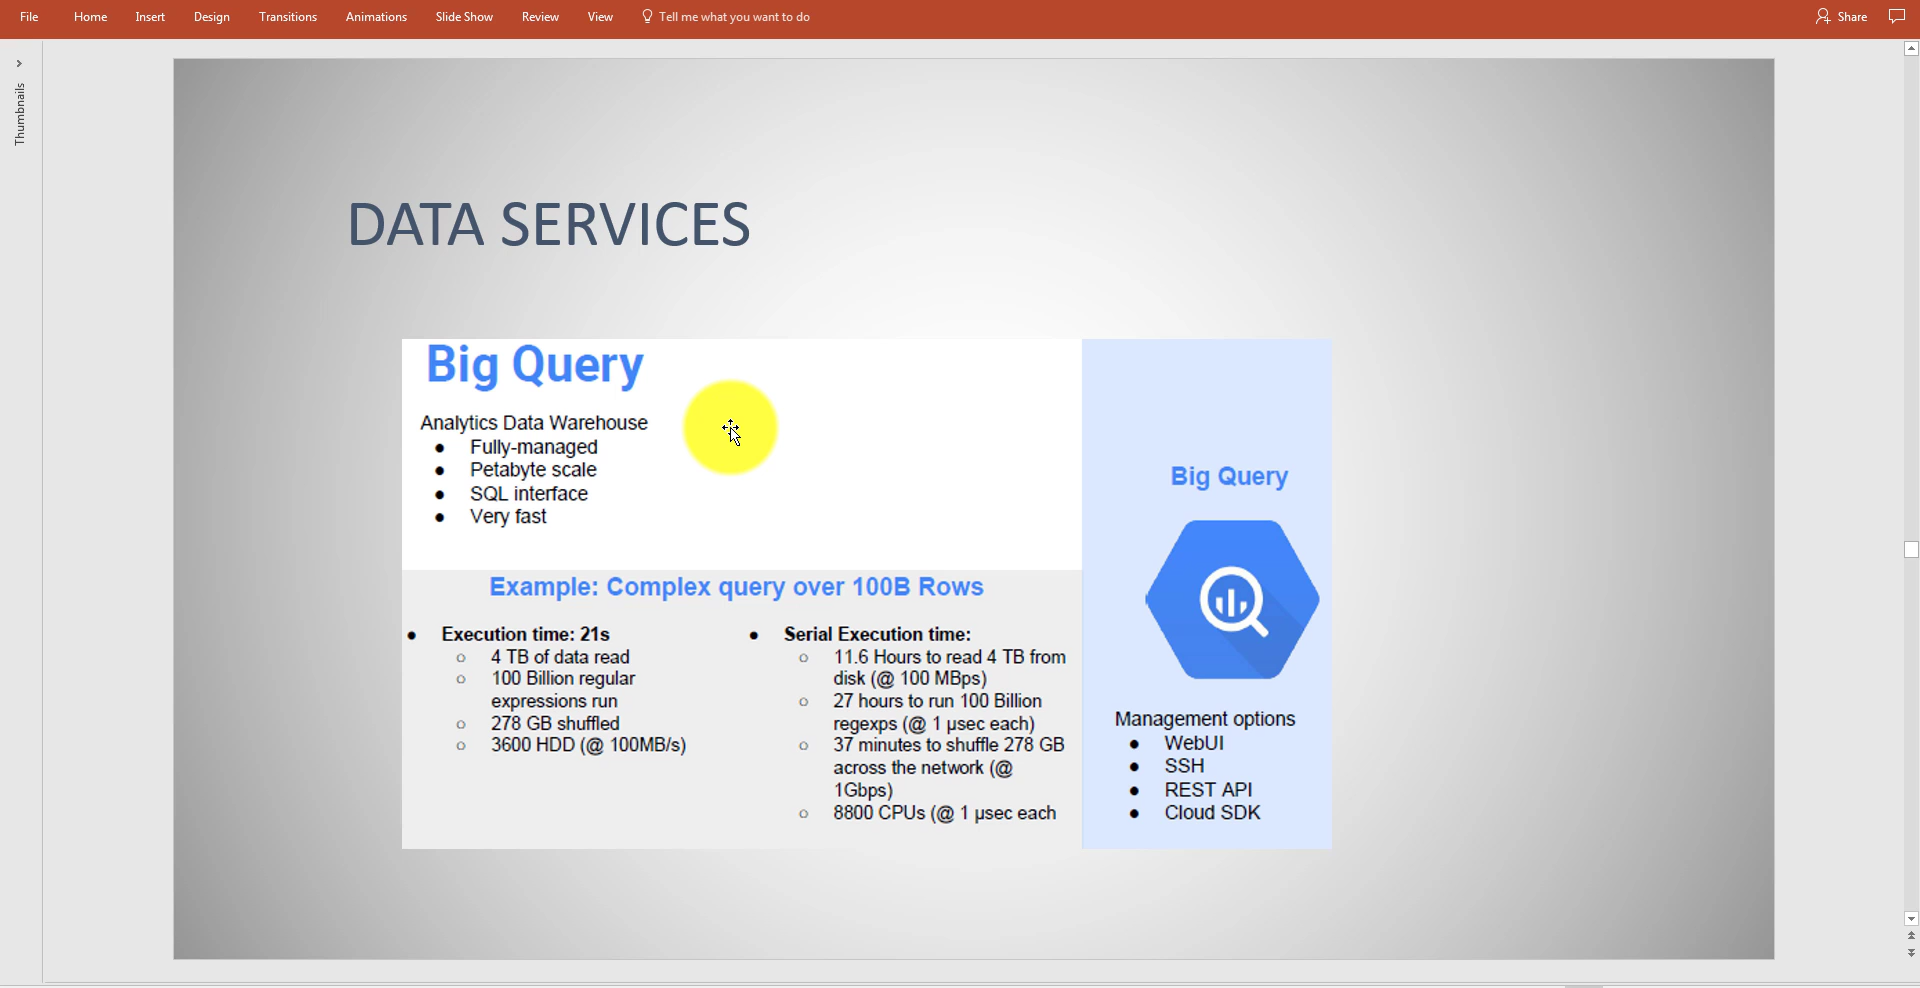 File Home Insert Design Transitions Animations Slide Show Review View Tell me what you want to do Share
Thumbnails
DATA SERVICES
Big Query
Analytics Data Warehouse
● Fully-managed
● Petabyte scale
● SQL interface
● Very fast
Example: Complex query over 100B Rows
● Execution time: 21s
○ 4 TB of data read
○ 100 Billion regular
expressions run
○ 278 GB shuffled
○ 3600 HDD (@ 100MB/s)
● Serial Execution time:
○ 11.6 Hours to read 4 TB from
disk (@ 100 MBps)
○ 27 hours to run 100 Billion
regexps (@ 1 μsec each)
○ 37 minutes to shuffle 278 GB
across the network (@
1Gbps)
○ 8800 CPUs (@ 1 μsec each
Big Query
Management options
● WebUI
● SSH
● REST API
● Cloud SDK